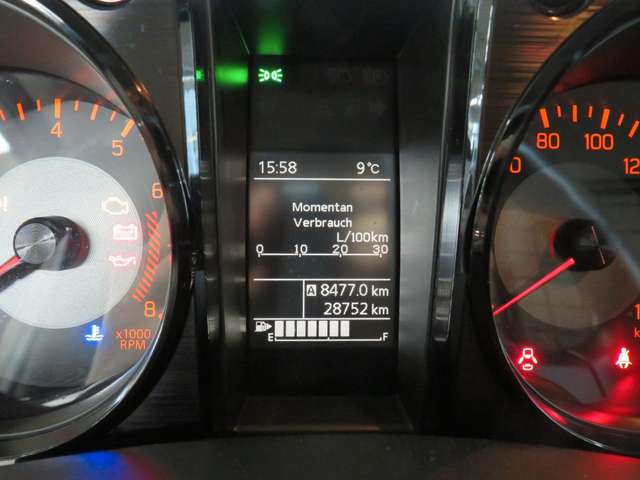 4
5
6
8
x1000
RPM
15:58 9°C
Momentan
Verbrauch
L/100km
0 10 20 30
A 8477.0 km
28752 km
E F
80 100